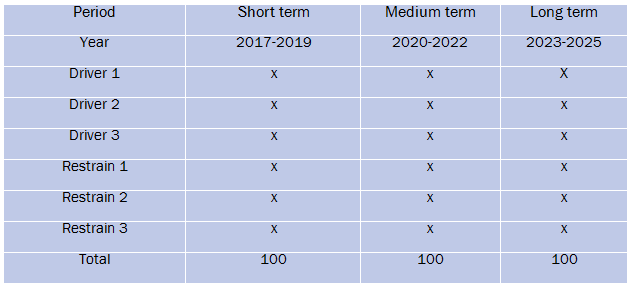 Period Short term Medium term Long term
Year 2017-2019 2020-2022 2023-2025
Driver 1 x x X
Driver 2 x x x
Driver 3 x x x
Restrain 1 x x x
Restrain 2 x x x
Restrain 3 x x x
Total 100 100 100